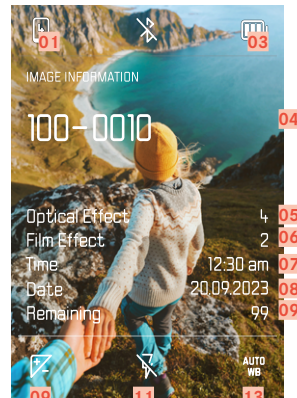 01 03
IMAGE INFORMATION
100-0010 04
Optical Effect 4 05
Film Effect 2 06
Time 12:30 am 07
Date 20.09.2023 08
Remaining 99 09
AUTO
WB
11 13